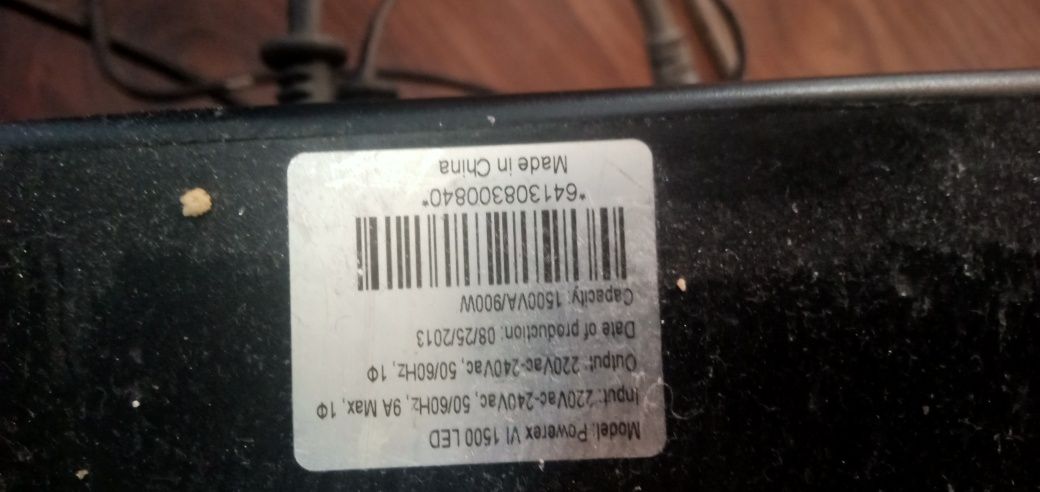 Model: Powerex VI 1500 LED
Input: 220Vac-240Vac, 50/60Hz, 9A Max, 1Φ
Output: 220Vac-240Vac, 50/60Hz, 1Φ
Date of production: 08/25/2013
Capacity: 1500VA/900W
*641308300840*
Made in China